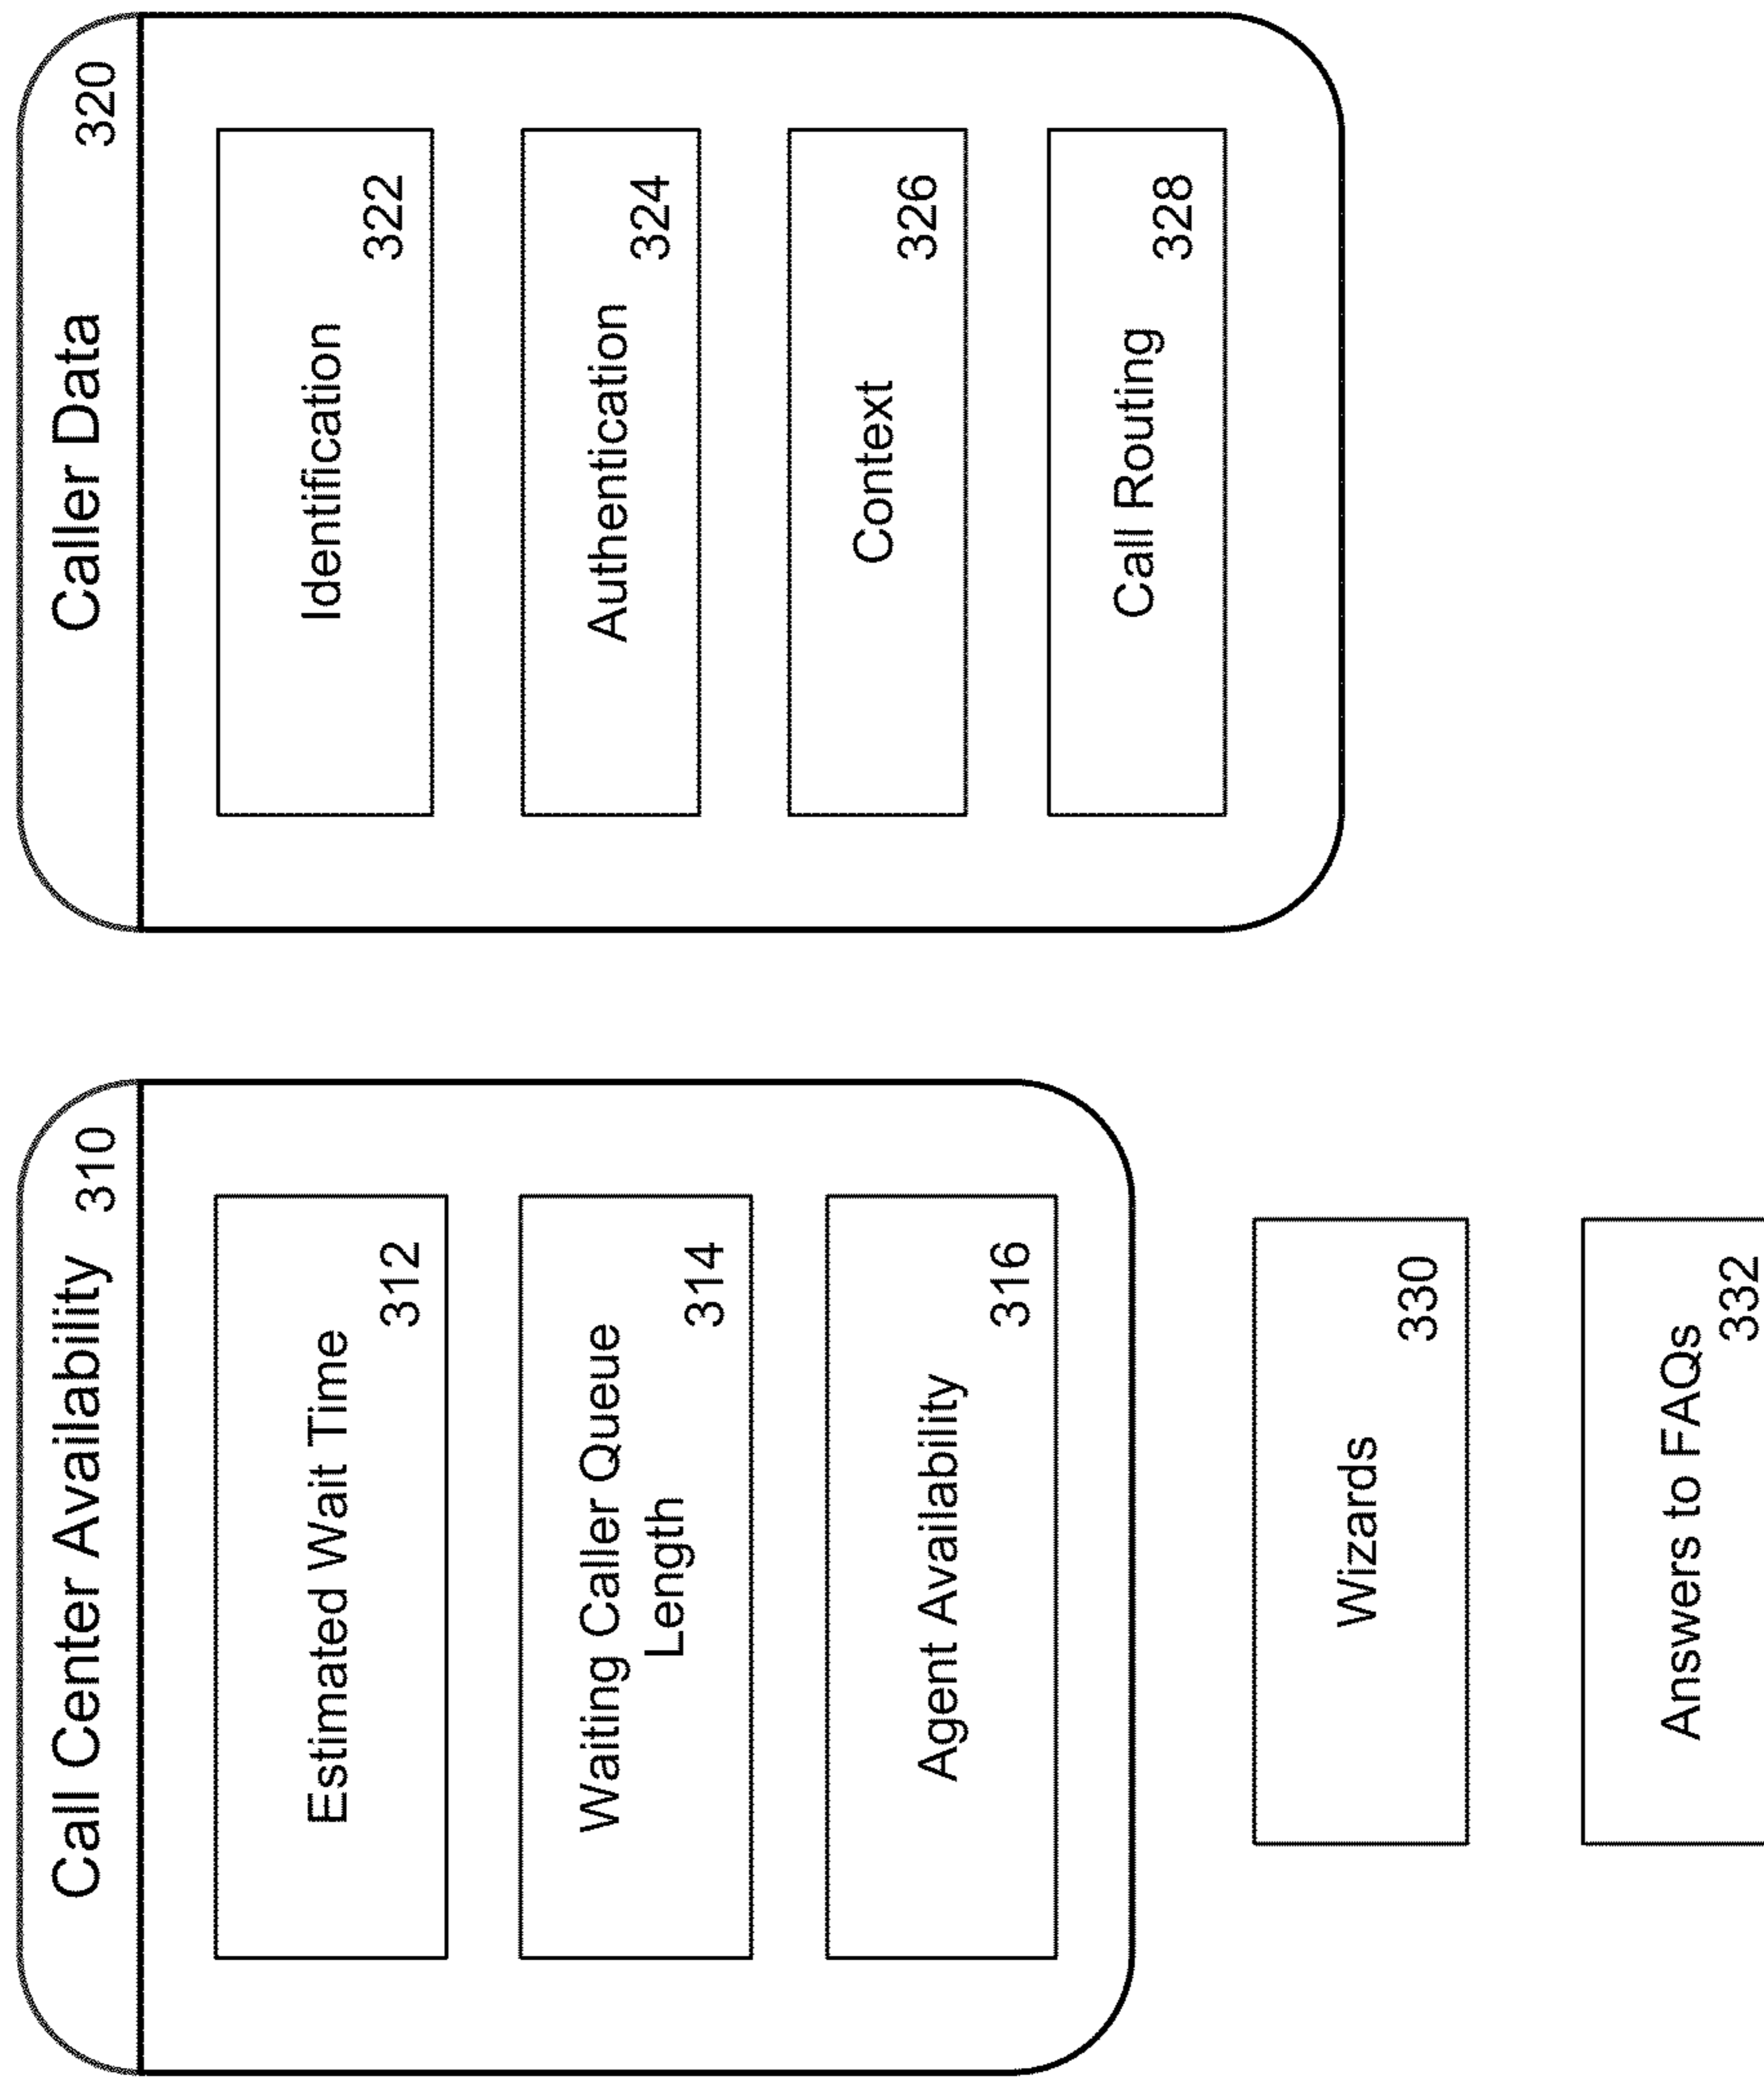 Call Center Availability 310
Estimated Wait Time
312
Waiting Caller Queue
Length
314
Agent Availability
316
Wizards
330
Answers to FAQs
332
Caller Data 320
Identification
322
Authentication
324
Context
326
Call Routing
328